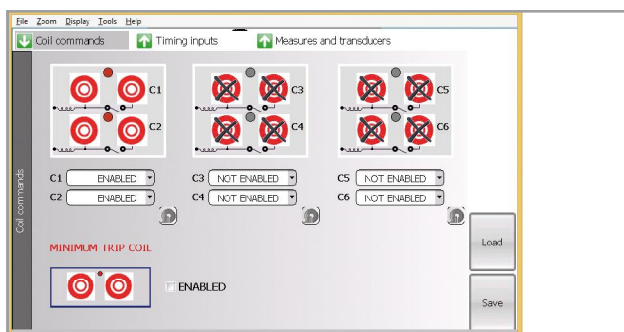 File Zoom Display Tools Help
Coil commands Timing inputs Measures and transducers
C1 C3 C5
C2 C4 C6
C1 ENABLED C3 NOT ENABLED C5 NOT ENABLED
C2 ENABLED C4 NOT ENABLED C6 NOT ENABLED
Coil commands
MINIMUM TRIP COIL
ENABLED
Load
Save